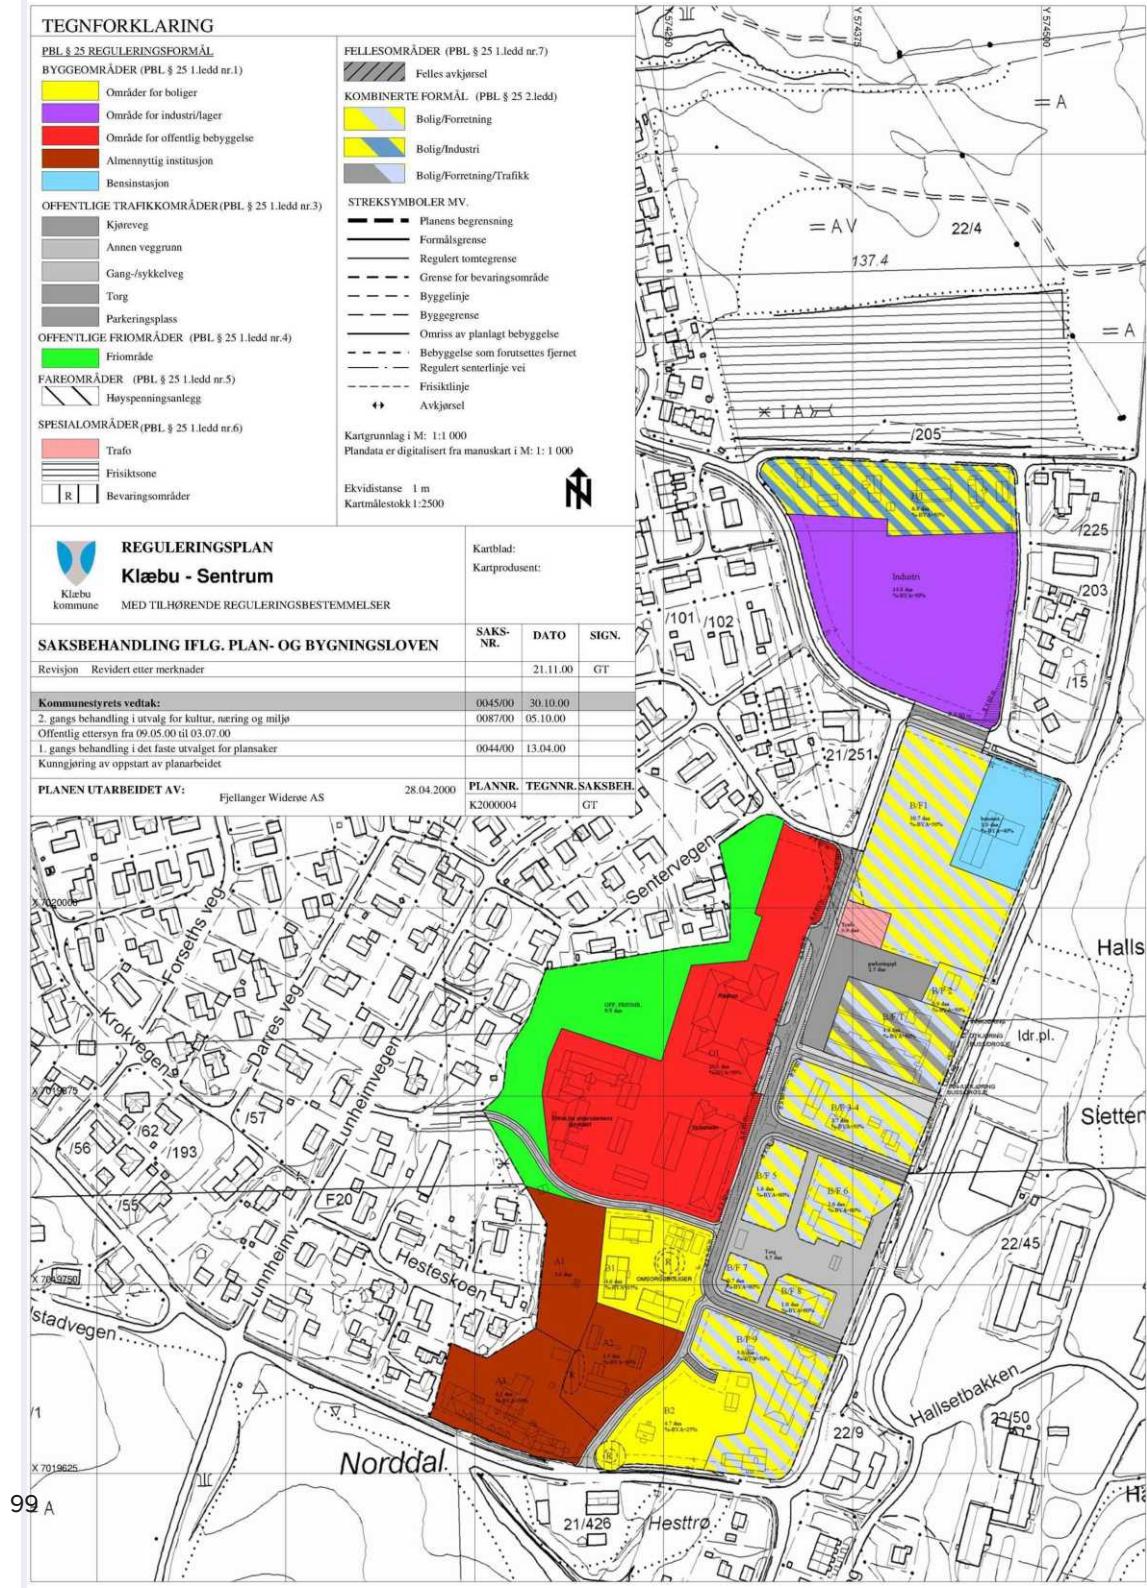 TEGNFORKLARING
PBL § 25 REGULERINGSFORMÅL
BYGGEOMRÅDER (PBL § 25 1.ledd nr.1)
Områder for boliger
Område for industri/lager
Område for offentlig bebyggelse
Almennyttig institusjon
Bensinstasjon
OFFENTLIGE TRAFIKKOMRÅDER (PBL § 25 1.ledd nr.3)
Kjøreveg
Annen veggrunn
Gang-/sykkelveg
Torg
Parkeringsplass
OFFENTLIGE FRIOMRÅDER (PBL § 25 1.ledd nr.4)
Friområde
FAREOMRÅDER (PBL § 25 1.ledd nr.5)
Høyspenningsanlegg
SPESIALOMRÅDER (PBL § 25 1.ledd nr.6)
Trafo
Frisiktsone
R Bevaringsområder
FELLESOMRÅDER (PBL § 25 1.ledd nr.7)
Felles avkjørsel
KOMBINERTE FORMÅL (PBL § 25 2.ledd)
Bolig/Forretning
Bolig/Industri
Bolig/Forretning/Trafikk
STREKSYMBOLER MV.
Planens begrensning
Formålsgrense
Regulert tomtegrense
Grense for bevaringsområde
Byggelinje
Byggegrense
Omriss av planlagt bebyggelse
Bebyggelse som forutsettes fjernet
Regulert senterlinje vei
Frisiktlinje
Avkjørsel
Kartgrunnlag i M: 1:1 000
Plandata er digitalisert fra manuskart i M: 1: 1 000
Ekvidistanse 1 m
Kartmålestokk 1:2500
N
Klæbu
kommune
REGULERINGSPLAN
Klæbu - Sentrum
MED TILHØRENDE REGULERINGSBESTEMMELSER
Kartblad:
Kartprodusent:
SAKSBEHANDLING IFLG. PLAN- OG BYGNINGSLOVEN
SAKS-
NR.
DATO
SIGN.
Revisjon Revidert etter merknader 21.11.00 GT
Kommunestyrets vedtak: 0045/00 30.10.00
2. gangs behandling i utvalg for kultur, næring og miljø 0087/00 05.10.00
Offentlig ettersyn fra 09.05.00 til 03.07.00
1. gangs behandling i det faste utvalget for plansaker 0044/00 13.04.00
Kunngjøring av oppstart av planarbeidet
PLANEN UTARBEIDET AV: Fjellanger Widerøe AS 28.04.2000
PLANNR. TEGNNR. SAKSBEH.
K2000004 GT
Y 574250
Y 574375
Y 574500
= A
= A V
22/4
137.4
= A
I A
/205
B/I
/225
Industri
/203
/101
/102
/15
21/251
B/F1
Sentervegen
X 7020000
Forseths veg
Halls
B/F 2
Krokvegen
Darres veg
OFF. FRIOMR.
Idr.pl.
Lunheimvegen
O1
X 7019875
/57
B/F 3-4
Sletten
/62
/56
/193
B/F 5
B/F 6
/55
F20
22/45
Torg
A1
B1
R
OMSORGSBOLIGER
B/F 7
B/F 8
X 7019750
Hesteskoen
lunnheimv
stadvegen
B/F 9
A2
R
B2
Hallsetbakken
/1
22/50
22/9
Norddal
R
X 7019625
99
A
21/426
Hesttrø